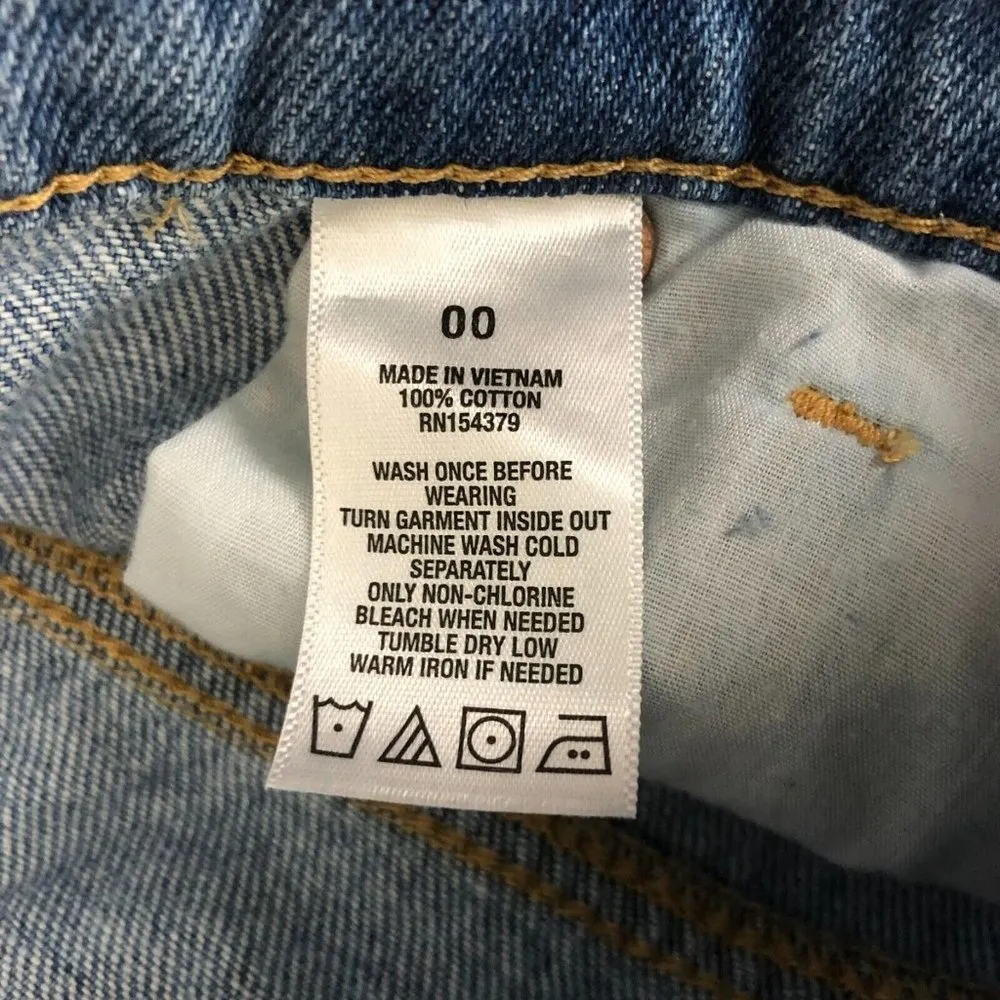 00
MADE IN VIETNAM
100% COTTON
RN154379
WASH ONCE BEFORE
WEARING
TURN GARMENT INSIDE OUT
MACHINE WASH COLD
SEPARATELY
ONLY NON-CHLORINE
BLEACH WHEN NEEDED
TUMBLE DRY LOW
WARM IRON IF NEEDED